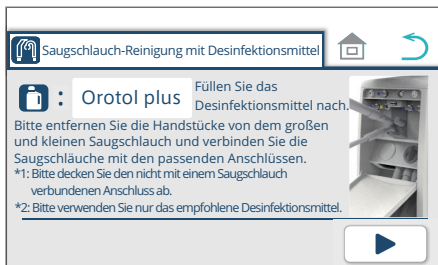 Saugschlauch-Reinigung mit Desinfektionsmittel
: Orotol plus
Füllen Sie das
Desinfektionsmittel nach.
Bitte entfernen Sie die Handstücke von dem großen
und kleinen Saugschlauch und verbinden Sie die
Saugschläuche mit den passenden Anschlüssen.
*1: Bitte decken Sie den nicht mit einem Saugschlauch
verbundenen Anschluss ab.
*2: Bitte verwenden Sie nur das empfohlene Desinfektionsmittel.